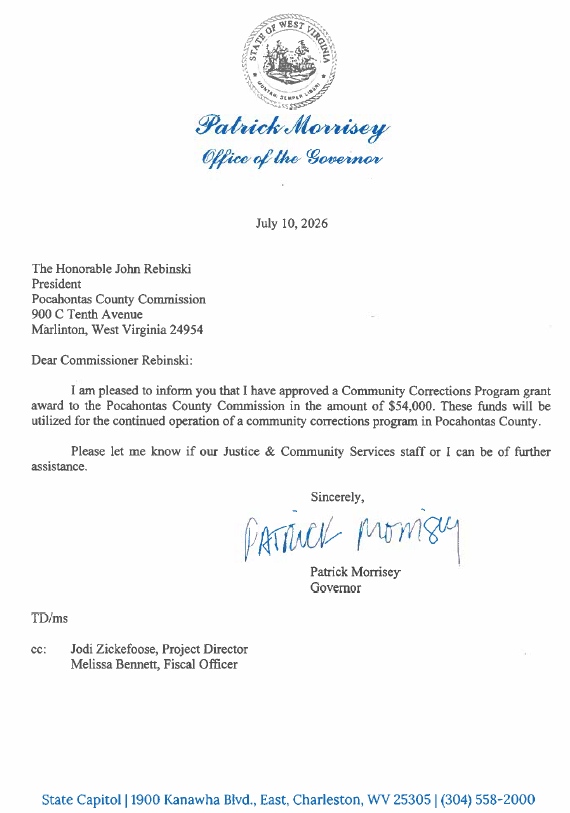 STATE OF WEST VIRGINIA
MONTANI SEMPER LIBERI
Patrick Morrisey
Office of the Governor
July 10, 2026
The Honorable John Rebinski
President
Pocahontas County Commission
900 C Tenth Avenue
Marlinton, West Virginia 24954
Dear Commissioner Rebinski:
I am pleased to inform you that I have approved a Community Corrections Program grant
award to the Pocahontas County Commission in the amount of $54,000. These funds will be
utilized for the continued operation of a community corrections program in Pocahontas County.
Please let me know if our Justice & Community Services staff or I can be of further
assistance.
Sincerely,
Patrick Morrisey
Patrick Morrisey
Governor
TD/ms
cc: Jodi Zickefoose, Project Director
Melissa Bennett, Fiscal Officer
State Capitol | 1900 Kanawha Blvd., East, Charleston, WV 25305 | (304) 558-2000